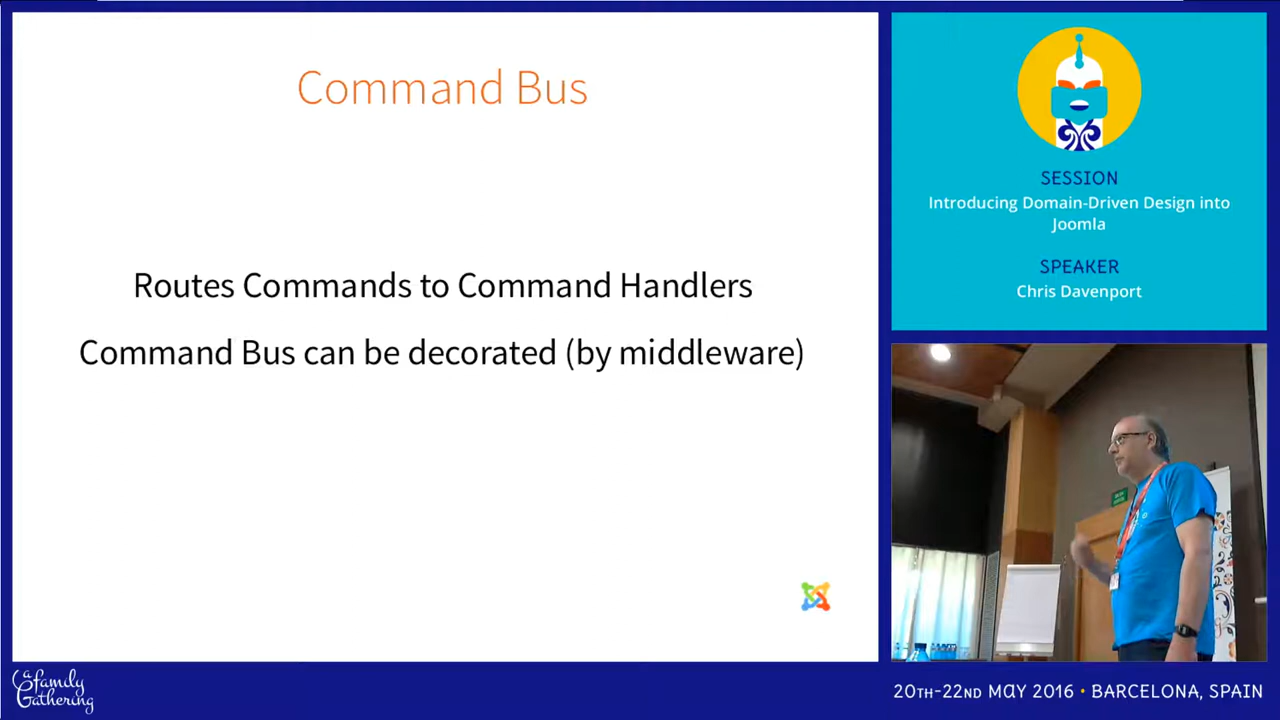 Command Bus
Routes Commands to Command Handlers
Command Bus can be decorated (by middleware)
SESSION
Introducing Domain-Driven Design into
Joomla
SPEAKER
Chris Davenport
a family
Gathering
20TH-22ND MAY 2016 • BARCELONA, SPAIN